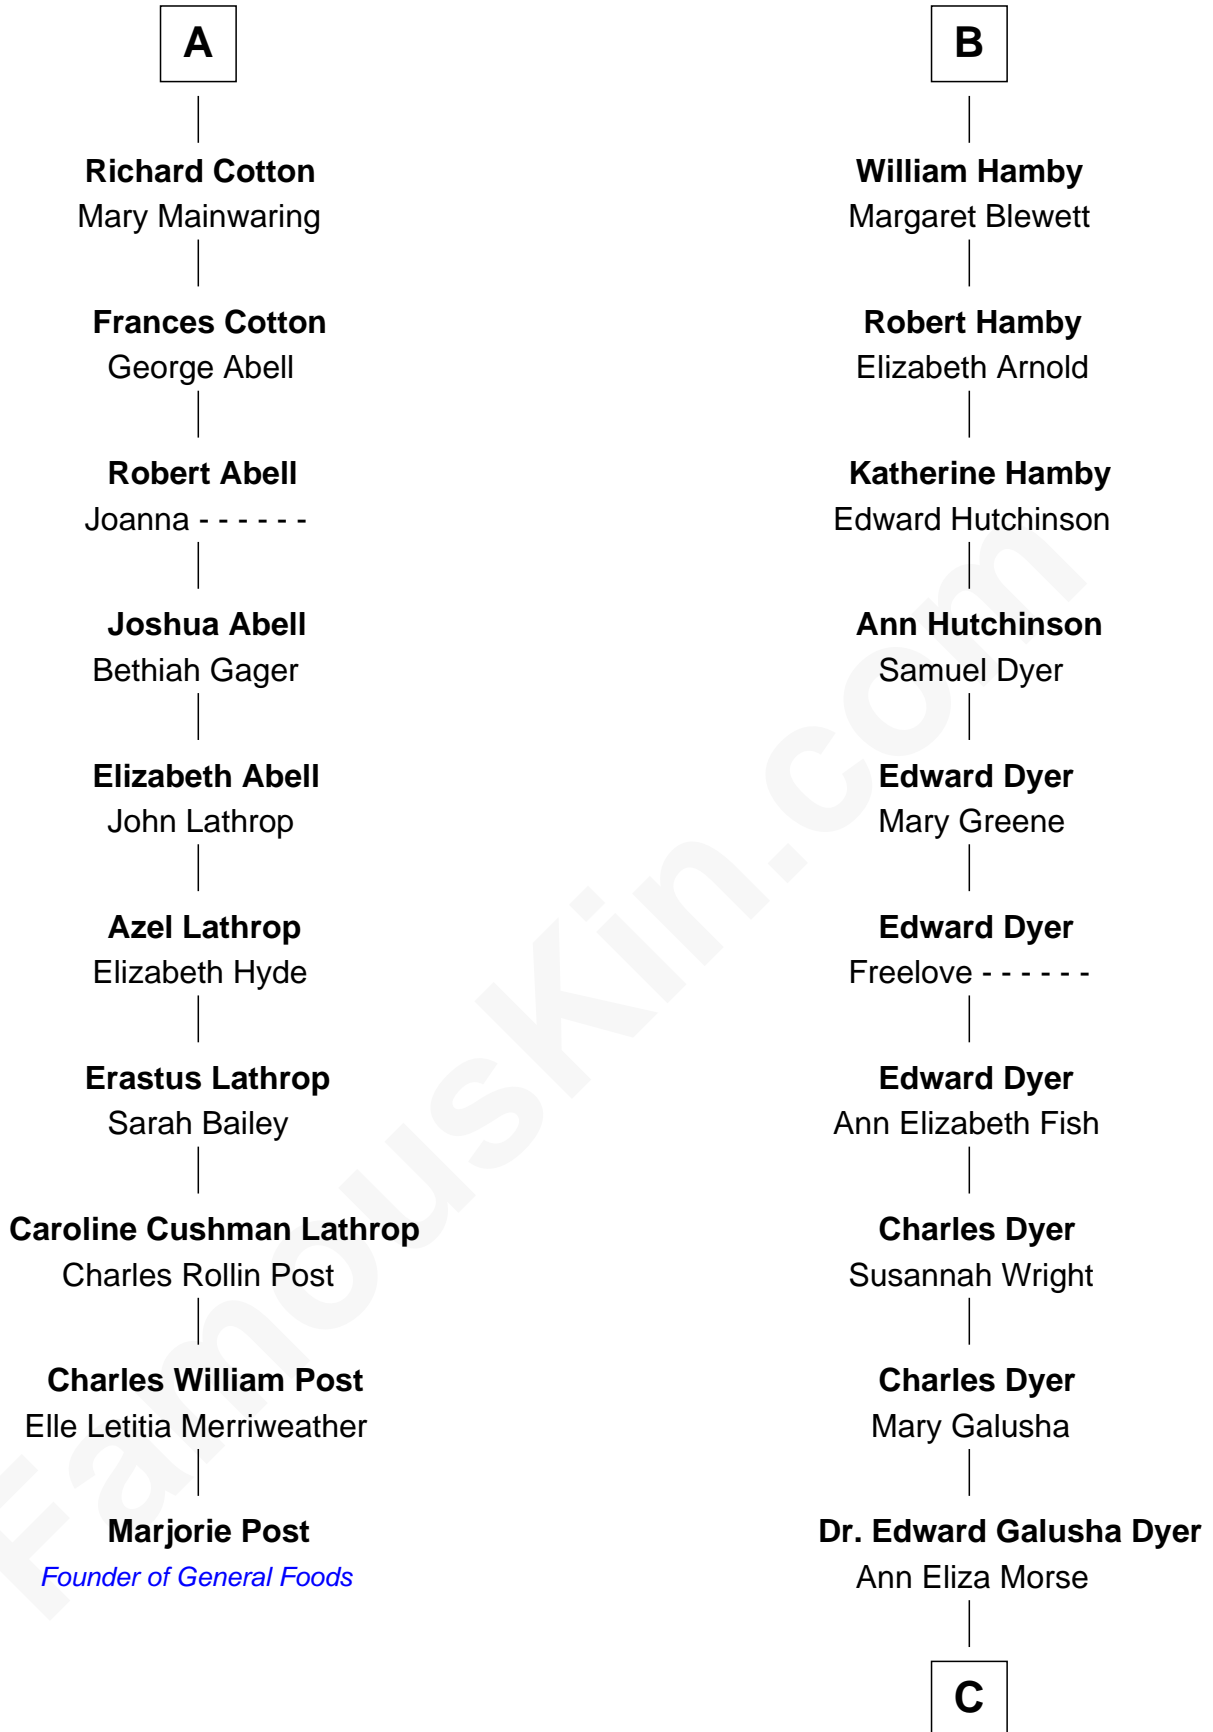 A
Richard Cotton
Mary Mainwaring
Frances Cotton
George Abell
Robert Abell
Joanna - - - - - -
Joshua Abell
Bethiah Gager
Elizabeth Abell
John Lathrop
Azel Lathrop
Elizabeth Hyde
Erastus Lathrop
Sarah Bailey
Caroline Cushman Lathrop
Charles Rollin Post
Charles William Post
Elle Letitia Merriweather
Marjorie Post
Founder of General Foods
B
William Hamby
Margaret Blewett
Robert Hamby
Elizabeth Arnold
Katherine Hamby
Edward Hutchinson
Ann Hutchinson
Samuel Dyer
Edward Dyer
Mary Greene
Edward Dyer
Freelove - - - - - -
Edward Dyer
Ann Elizabeth Fish
Charles Dyer
Susannah Wright
Charles Dyer
Mary Galusha
Dr. Edward Galusha Dyer
Ann Eliza Morse
C
FamousKin.com